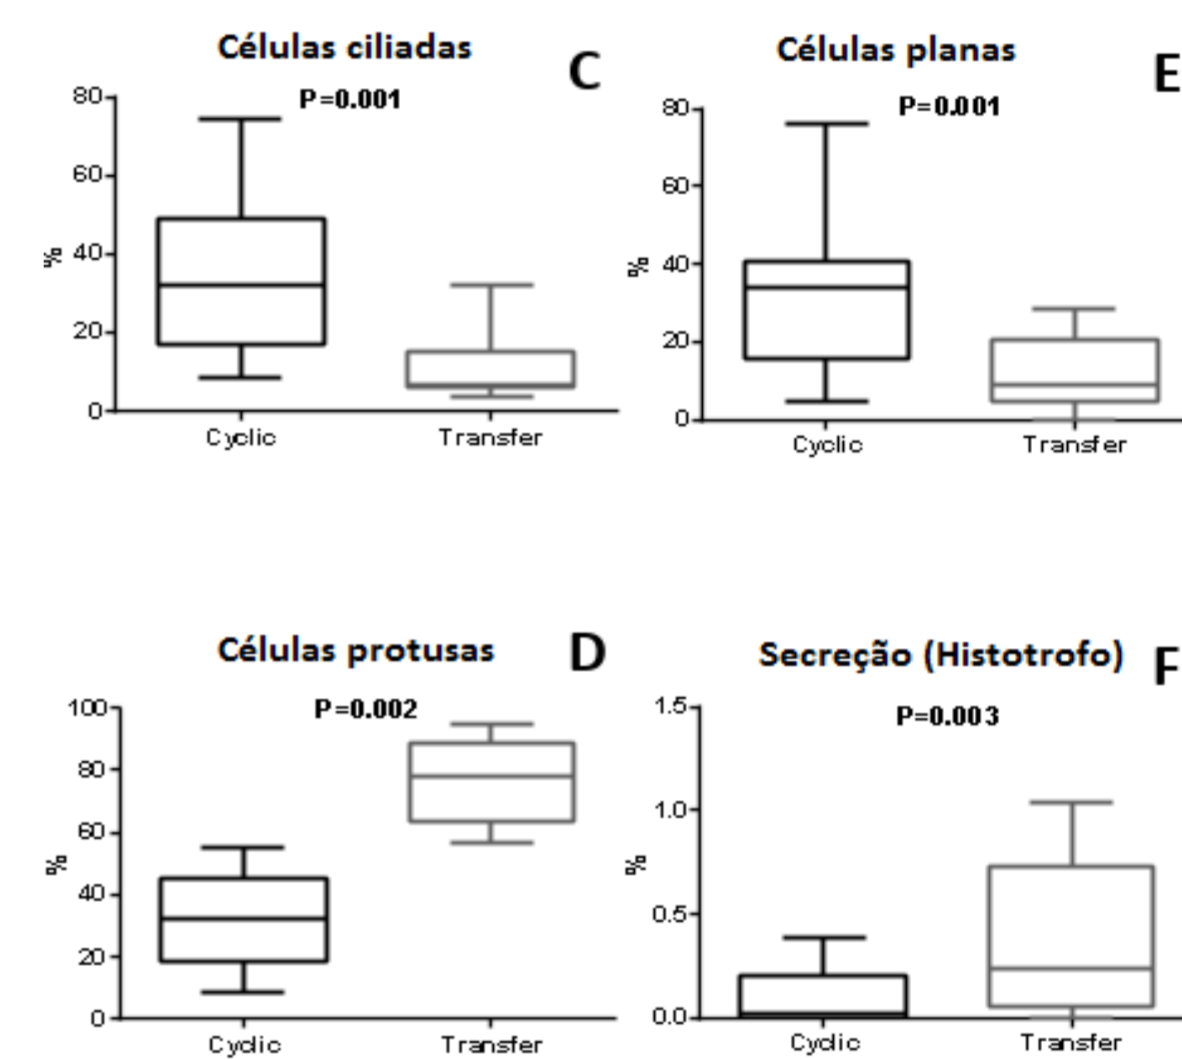 Células ciliadas
C
P=0.001
80
60
40
20
0
%
Cyclic
Transfer
Células planas
E
P=0.001
80
60
40
20
0
%
Cyclic
Transfer
Células protusas
D
P=0.002
100
80
60
40
20
0
%
Cyclic
Transfer
Secreção (Histotrofo)
F
P=0.003
1.5
1.0
0.5
0.0
%
Cyclic
Transfer